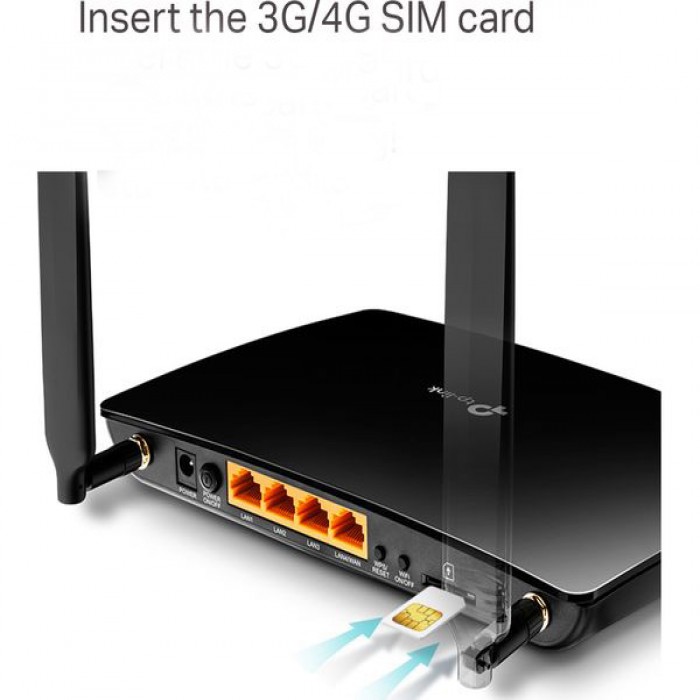 Insert the 3G/4G SIM card
tp-link
POWER
POWER
ON/OFF
LAN1
LAN2
LAN3
LAN4/WAN
WPS/
RESET
WiFi
ON/OFF